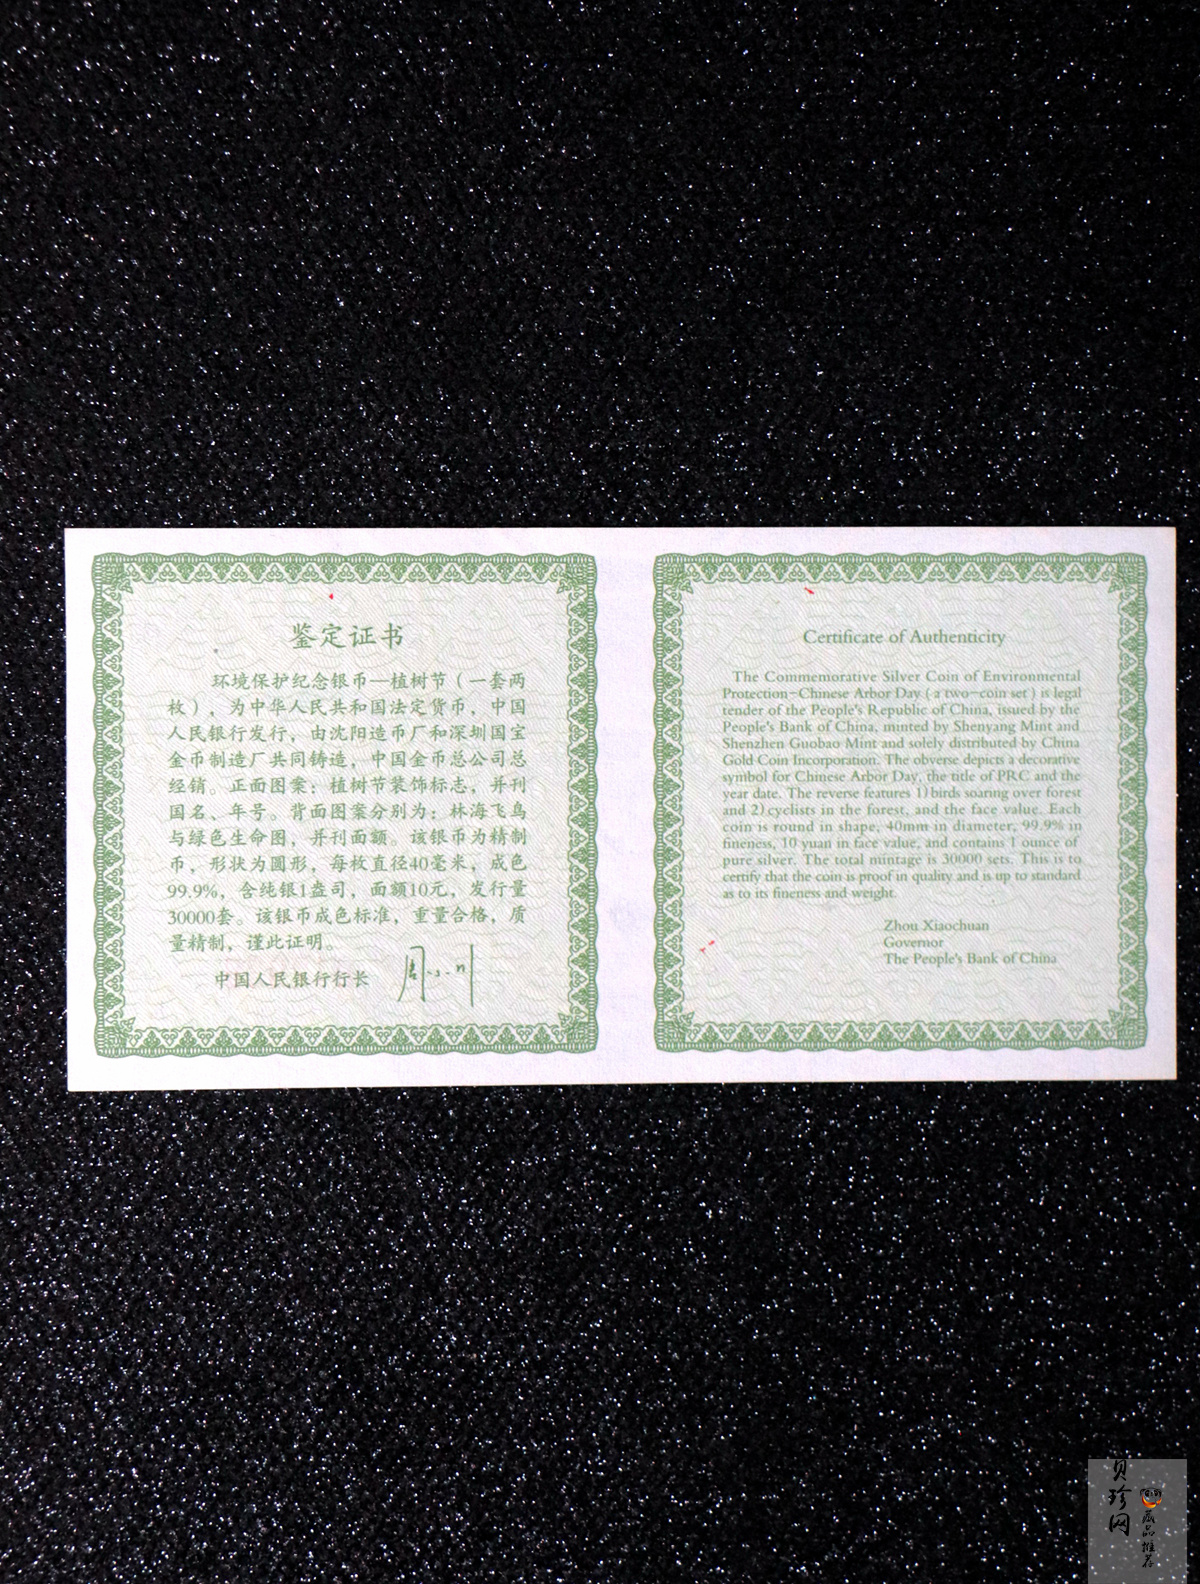 鉴定证书
环境保护纪念银币—植树节（一套两
枚），为中华人民共和国法定货币，中国
人民银行发行，由沈阳造币厂和深圳国宝
金币制造厂共同铸造，中国金币总公司总
经销。正面图案：植树节装饰标志，并刊
国名、年号。背面图案分别为：林海飞鸟
与绿色生命图，并刊面额。该银币为精制
币，形状为圆形，每枚直径40毫米，成色
99.9%，含纯银1盎司，面额10元，发行量
30000套。该银币成色标准，重量合格，质
量精制，谨此证明。
中国人民银行行长 周小川
Certificate of Authenticity
The Commemorative Silver Coin of Environmental
Protection-Chinese Arbor Day ( a two-coin set ) is legal
tender of the People's Republic of China, issued by the
People's Bank of China, minted by Shenyang Mint and
Shenzhen Guobao Mint and solely distributed by China
Gold Coin Incorporation. The obverse depicts a decorative
symbol for Chinese Arbor Day, the title of PRC and the
year date. The reverse features 1) birds soaring over forest
and 2) cyclists in the forest, and the face value. Each
coin is round in shape, 40mm in diameter, 99.9% in
fineness, 10 yuan in face value, and contains 1 ounce of
pure silver. The total mintage is 30000 sets. This is to
certify that the coin is proof in quality and is up to standard
as to its fineness and weight.
Zhou Xiaochuan
Governor
The People's Bank of China
贝珍网
藏品推荐